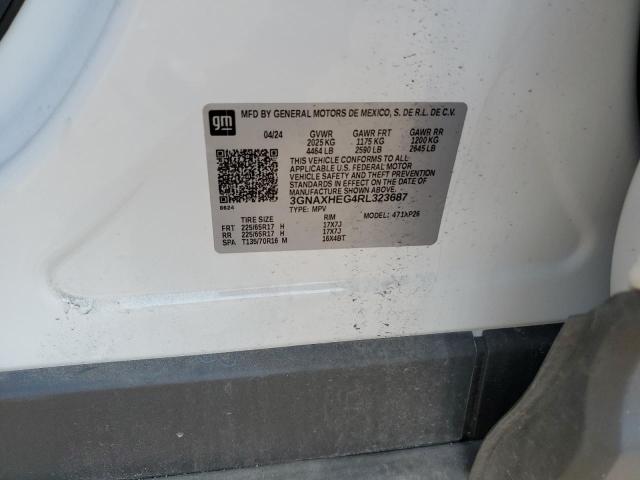 gm
MFD BY GENERAL MOTORS DE MEXICO, S. DE R.L. DE C.V.
04/24 GVWR GAWR FRT GAWR RR
2025 KG 1175 KG 1200 KG
4464 LB 2590 LB 2645 LB
THIS VEHICLE CONFORMS TO ALL
APPLICABLE U.S. FEDERAL MOTOR
VEHICLE SAFETY AND THEFT PREVENTION
STANDARDS IN EFFECT ON THE DATE OF
MANUFACTURE SHOWN ABOVE.
3GNAXHEG4RL323687
TYPE: MPV MODEL:
8624
TIRE SIZE RIM
FRT 225/65R17 H 17X7J
RR 225/65R17 H 17X7J
SPA T135/70R16 M 16X4BT